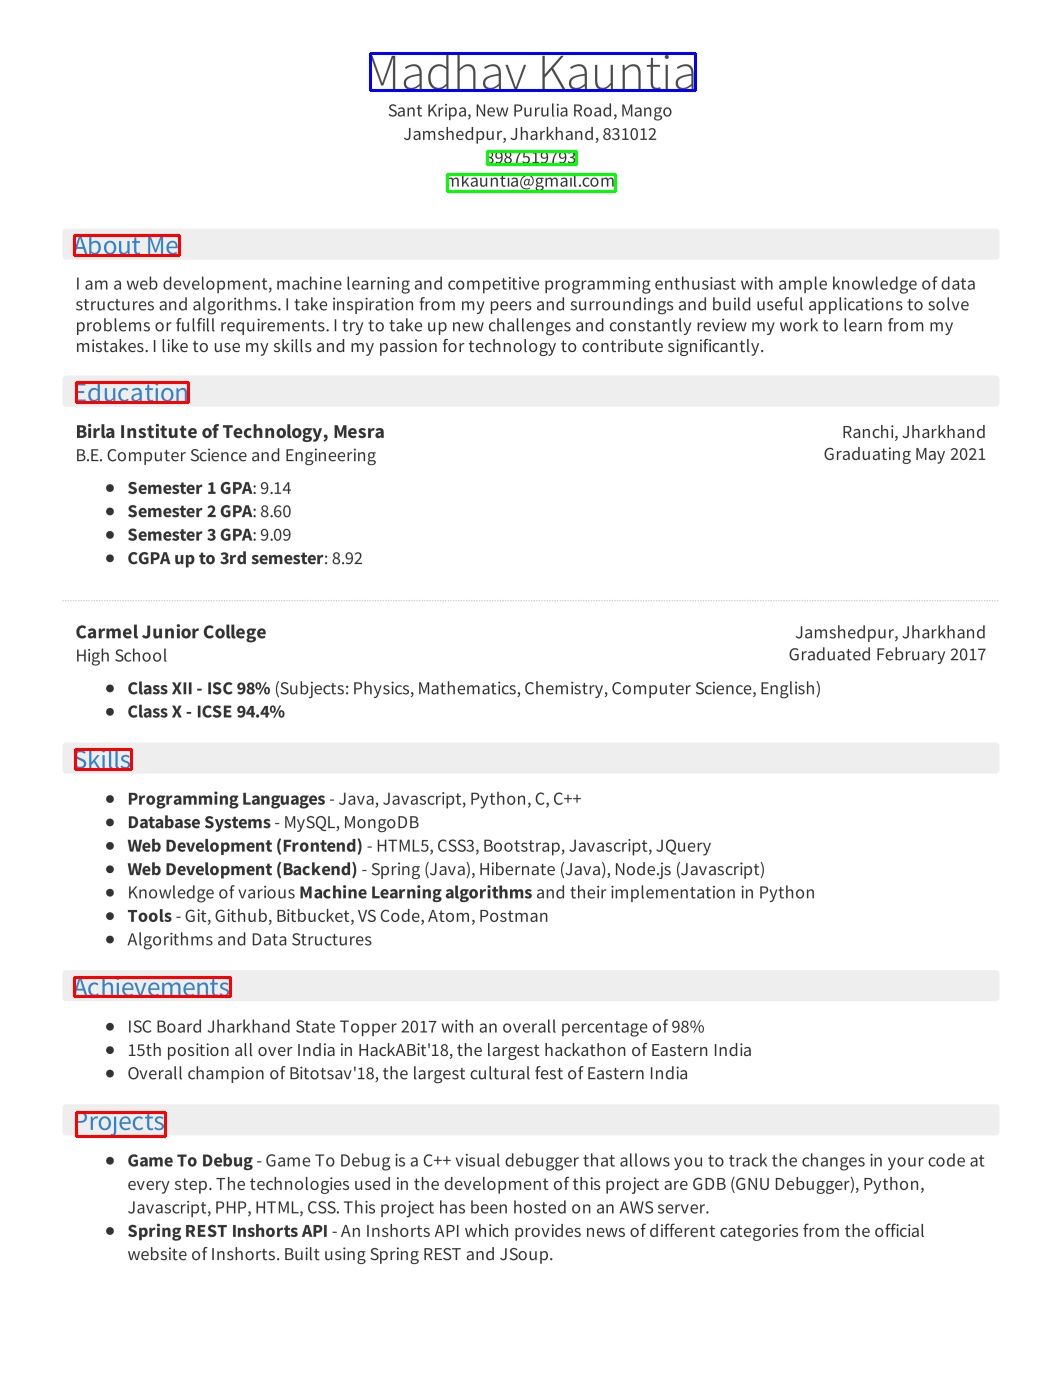 Madhav Kauntia
Sant Kripa, New Purulia Road, Mango
Jamshedpur, Jharkhand, 831012
8987519793
mkauntia@gmail.com
About Me
I am a web development, machine learning and competitive programming enthusiast with ample knowledge of data
structures and algorithms. I take inspiration from my peers and surroundings and build useful applications to solve
problems or fulfill requirements. I try to take up new challenges and constantly review my work to learn from my
mistakes. I like to use my skills and my passion for technology to contribute significantly.
Education
Birla Institute of Technology, Mesra
Ranchi, Jharkhand
B.E. Computer Science and Engineering
Graduating May 2021
● Semester 1 GPA: 9.14
● Semester 2 GPA: 8.60
● Semester 3 GPA: 9.09
● CGPA up to 3rd semester: 8.92
Carmel Junior College
Jamshedpur, Jharkhand
High School
Graduated February 2017
● Class XII - ISC 98% (Subjects: Physics, Mathematics, Chemistry, Computer Science, English)
● Class X - ICSE 94.4%
Skills
● Programming Languages - Java, Javascript, Python, C, C++
● Database Systems - MySQL, MongoDB
● Web Development (Frontend) - HTML5, CSS3, Bootstrap, Javascript, JQuery
● Web Development (Backend) - Spring (Java), Hibernate (Java), Node.js (Javascript)
● Knowledge of various Machine Learning algorithms and their implementation in Python
● Tools - Git, Github, Bitbucket, VS Code, Atom, Postman
● Algorithms and Data Structures
Achievements
● ISC Board Jharkhand State Topper 2017 with an overall percentage of 98%
● 15th position all over India in HackABit'18, the largest hackathon of Eastern India
● Overall champion of Bitotsav'18, the largest cultural fest of Eastern India
Projects
● Game To Debug - Game To Debug is a C++ visual debugger that allows you to track the changes in your code at
every step. The technologies used in the development of this project are GDB (GNU Debugger), Python,
Javascript, PHP, HTML, CSS. This project has been hosted on an AWS server.
● Spring REST Inshorts API - An Inshorts API which provides news of different categories from the official
website of Inshorts. Built using Spring REST and JSoup.